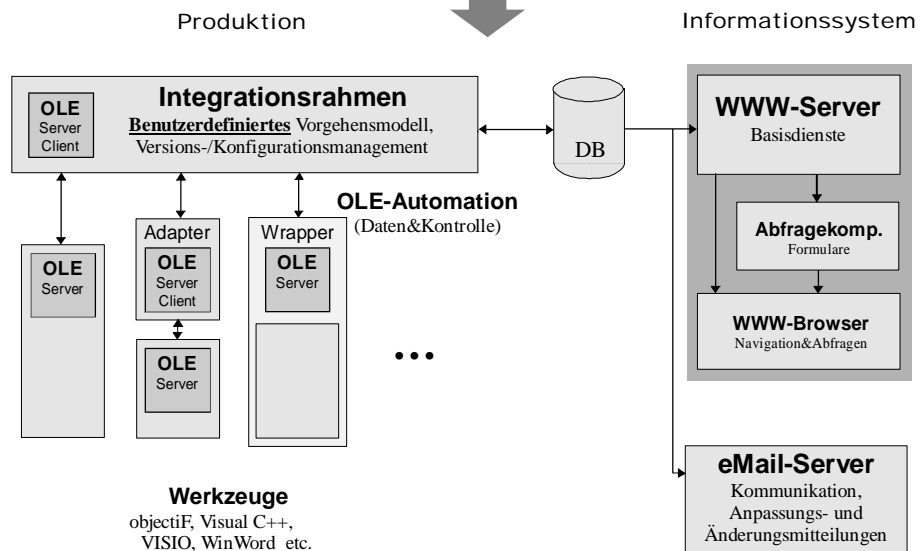 Produktion
Informationssystem
OLE
Server
Client
Integrationsrahmen
Benutzerdefiniertes Vorgehensmodell,
Versions-/Konfigurationsmanagement
DB
WWW-Server
Basisdienste
OLE-Automation
(Daten&Kontrolle)
OLE
Server
Adapter
OLE
Server
Client
OLE
Server
Wrapper
OLE
Server
...
Abfragekomp.
Formulare
WWW-Browser
Navigation&Abfragen
eMail-Server
Kommunikation,
Anpassungs- und
Änderungsmitteilungen
Werkzeuge
objectiF, Visual C++,
VISIO, WinWord etc.